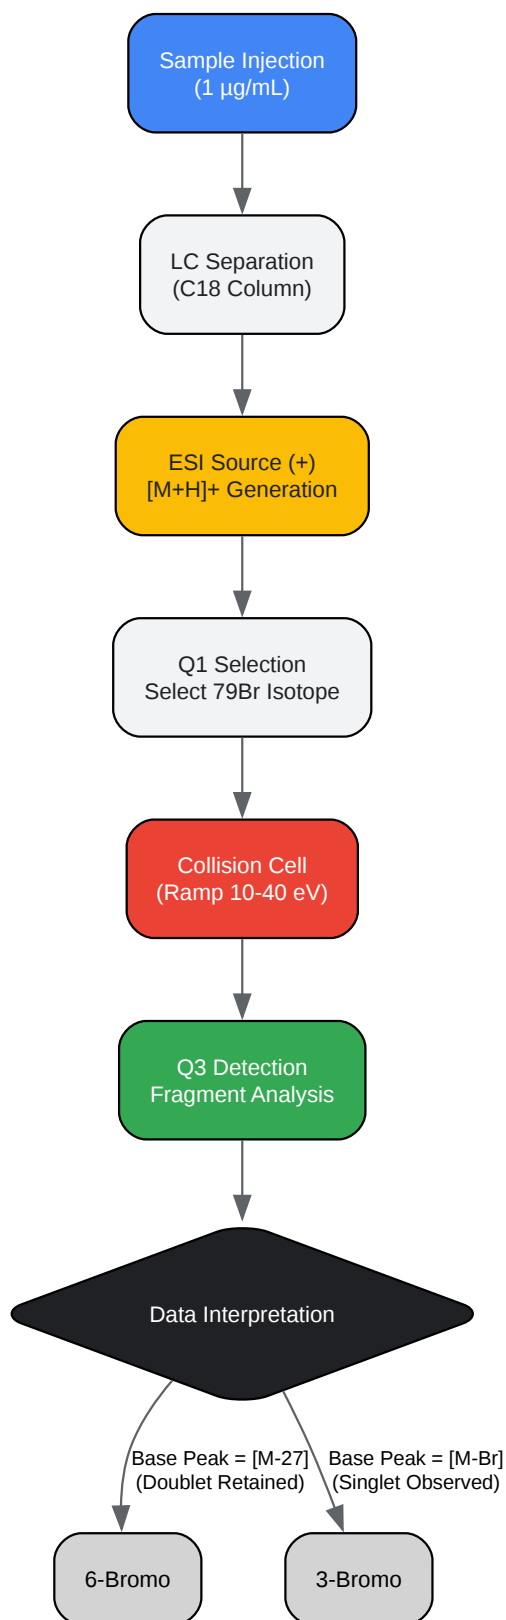 Sample Injection
(1 µg/mL)
LC Separation
(C18 Column)
ESI Source (+)
[M+H]+ Generation
Q1 Selection
Select 79Br Isotope
Collision Cell
(Ramp 10-40 eV)
Q3 Detection
Fragment Analysis
Data Interpretation
Base Peak = [M-27]
(Doublet Retained)
Base Peak = [M-Br]
(Singlet Observed)
6-Bromo
3-Bromo